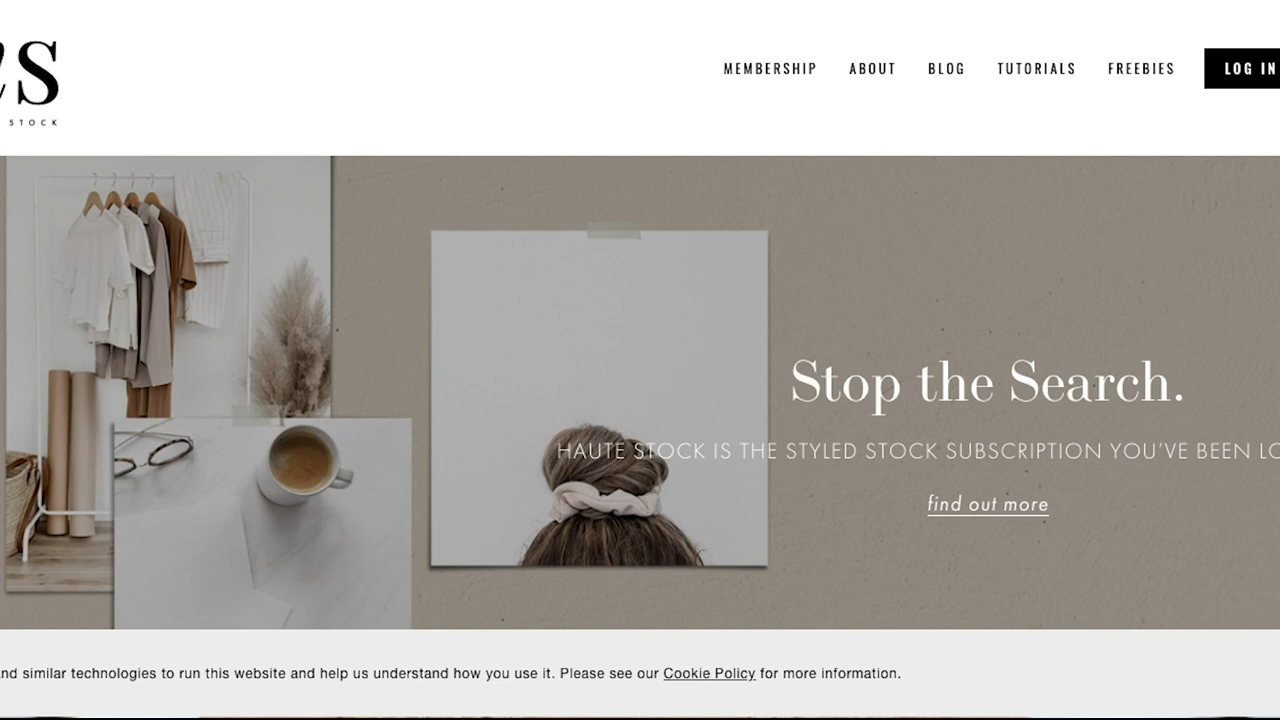 S
STOCK
MEMBERSHIP ABOUT BLOG TUTORIALS FREEBIES LOG IN
Stop the Search.
HAUTE STOCK IS THE STYLED STOCK SUBSCRIPTION YOU'VE BEEN LO
find out more
nd similar technologies to run this website and help us understand how you use it. Please see our Cookie Policy for more information.